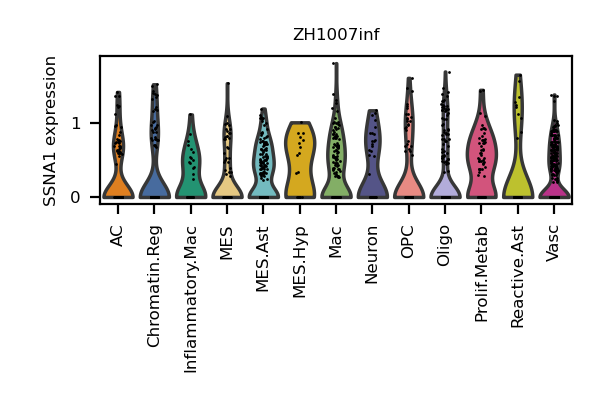 ZH1007inf
SSNA1 expression
1
0
AC
Chromatin.Reg
Inflammatory.Mac
MES
MES.Ast
MES.Hyp
Mac
Neuron
OPC
Oligo
Prolif.Metab
Reactive.Ast
Vasc